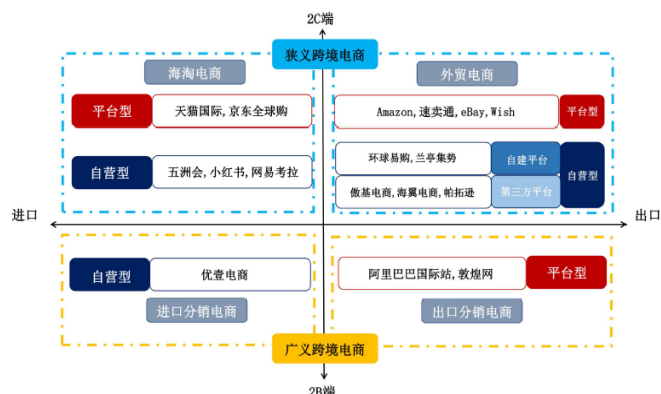 2C端
狭义跨境电商
海淘电商
外贸电商
平台型
天猫国际,京东全球购
Amazon,速卖通,eBay,Wish
平台型
自营型
五洲会,小红书,网易考拉
环球易购,兰亭集势
自建平台
自营型
傲基电商,海翼电商,帕拓逊
第三方平台
进口
出口
自营型
优壹电商
阿里巴巴国际站,敦煌网
平台型
进口分销电商
出口分销电商
广义跨境电商
2B端